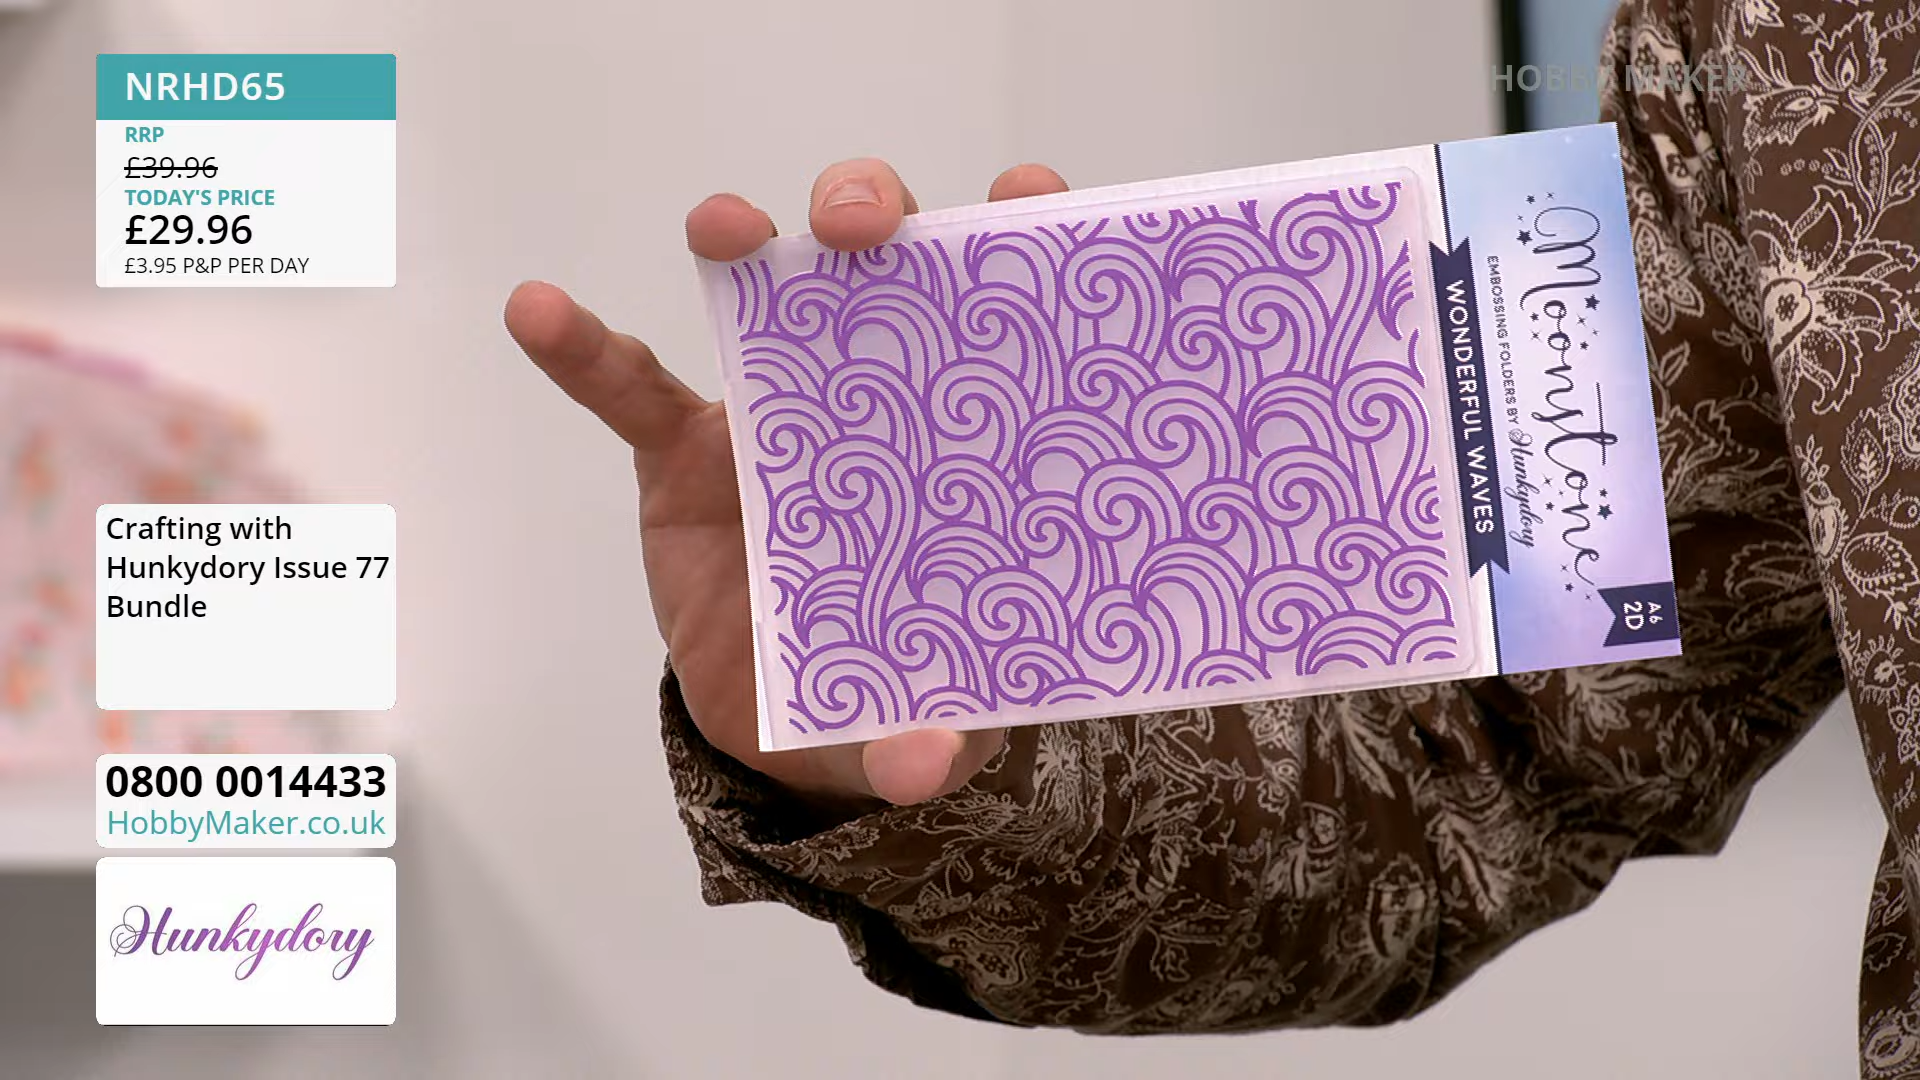 NRHD65
RRP
£39.96
TODAY'S PRICE
£29.96
£3.95 P&P PER DAY
Crafting with
Hunkydory Issue 77
Bundle
0800 0014433
HobbyMaker.co.uk
Hunkydory
HOBBY MAKER
Moonstone
EMBOSSING FOLDERS BY Hunkydory
WONDERFUL WAVES
A6
2D